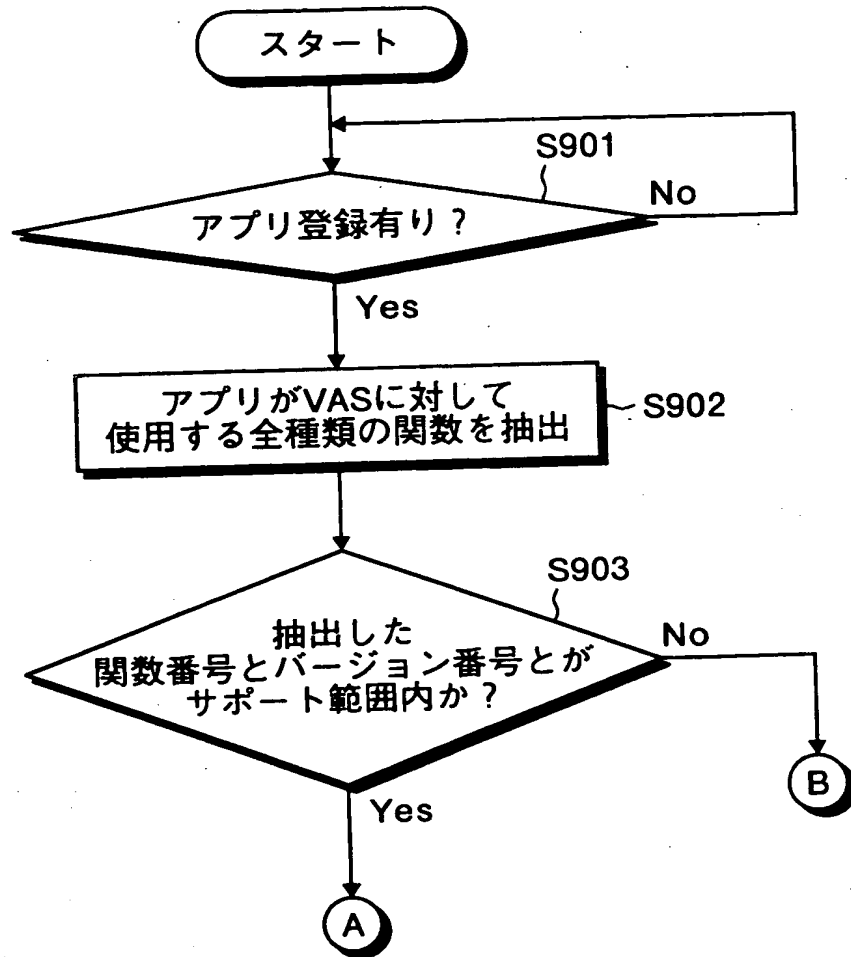 スタート
S901
No
アプリ登録有り？
Yes
アプリがVASに対して
使用する全種類の関数を抽出
S902
S903
抽出した
関数番号とバージョン番号とが
サポート範囲内か？
No
B
Yes
A